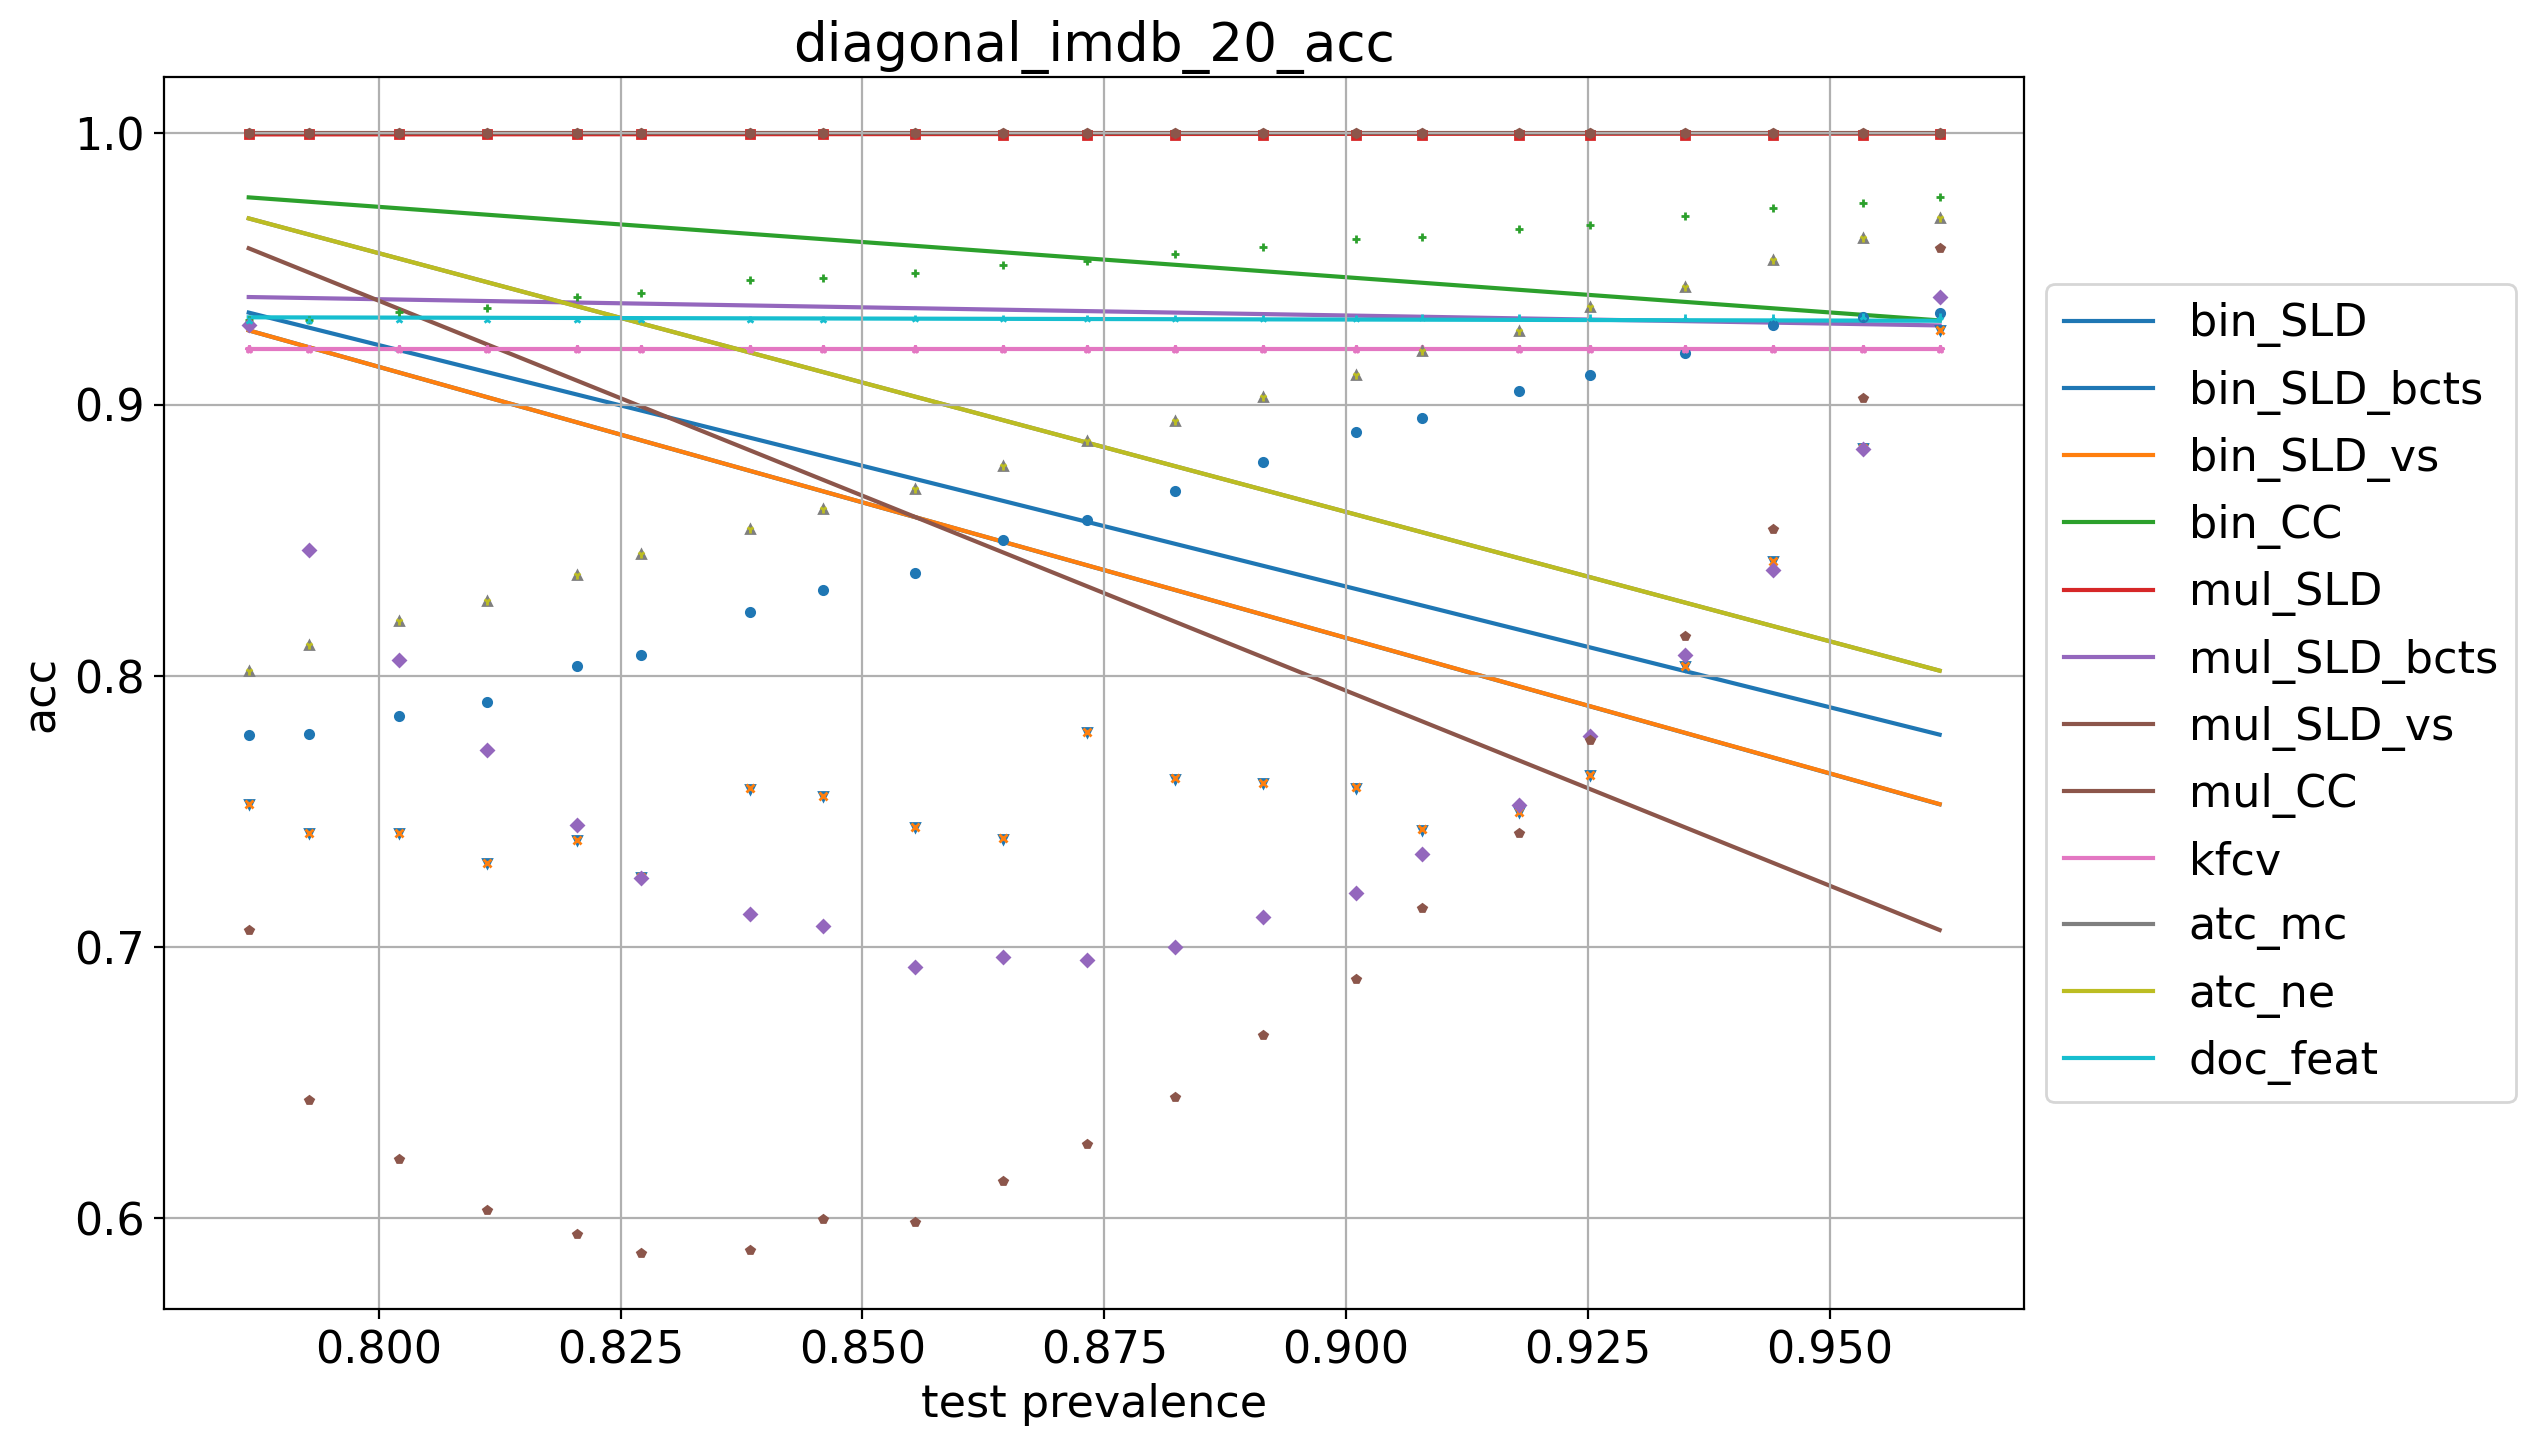 diagonal_imdb_20_acc
1.0
0.9
0.8
0.7
0.6
acc
0.800
0.825
0.850
0.875
0.900
0.925
0.950
test prevalence
bin_SLD
bin_SLD_bcts
bin_SLD_vs
bin_CC
mul_SLD
mul_SLD_bcts
mul_SLD_vs
mul_CC
kfcv
atc_mc
atc_ne
doc_feat